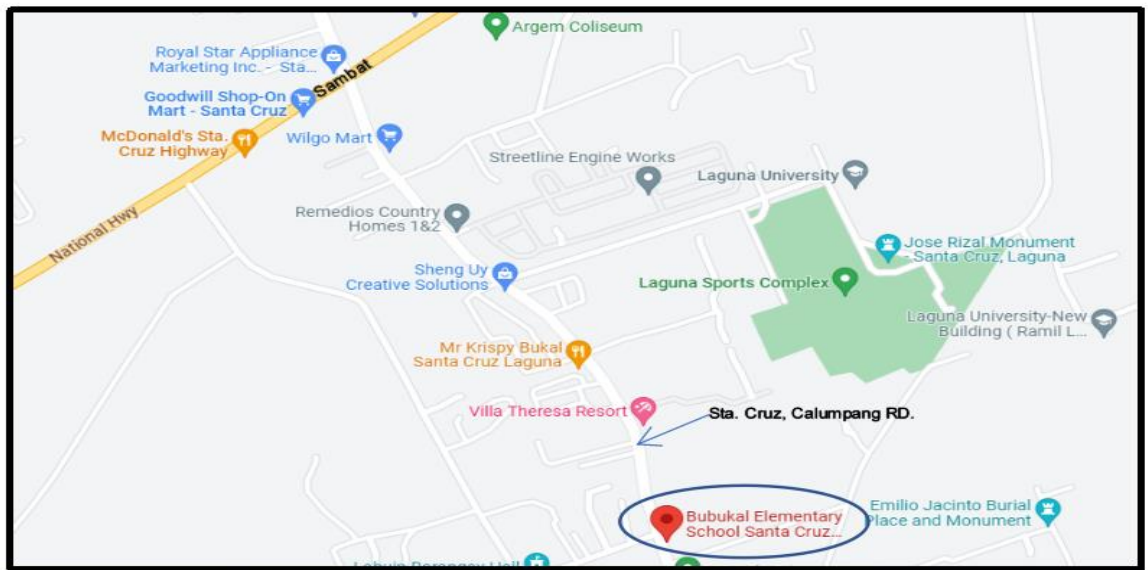 Argem Coliseum
Royal Star Appliance
Marketing Inc. - Sta...
Sambat
Goodwill Shop-On
Mart - Santa Cruz
McDonald's Sta.
Cruz Highway
Wilgo Mart
Streetline Engine Works
Laguna University
National Hwy
Remedios Country
Homes 1&2
Jose Rizal Monument
- Santa Cruz, Laguna
Sheng Uy
Creative Solutions
Laguna Sports Complex
Laguna University-New
Building ( Ramil L...
Mr Krispy Bukal
Santa Cruz Laguna
Villa Theresa Resort
Sta. Cruz, Calumpang RD.
Bubukal Elementary
School Santa Cruz...
Emilio Jacinto Burial
Place and Monument